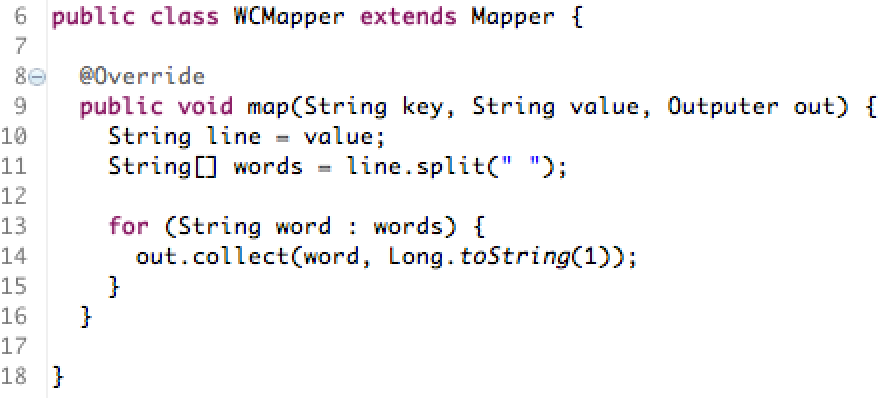 6 public class WCMapper extends Mapper {
7
8 @Override
9 public void map(String key, String value, Outputer out) {
10 String line = value;
11 String[] words = line.split(" ");
12
13 for (String word : words) {
14 out.collect(word, Long.toString(1));
15 }
16 }
17
18 }